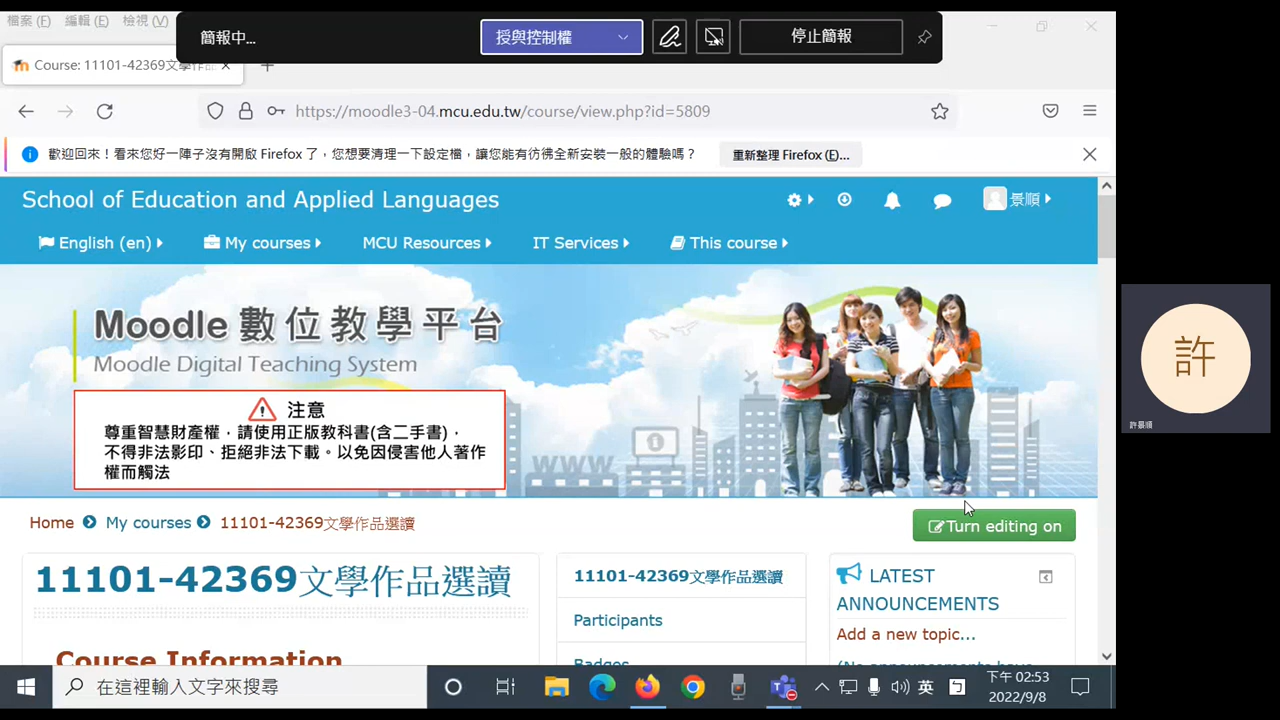 檔案 (F) 編輯 (E) 檢視 (V)
簡報中...
授與控制權
停止簡報
Course: 11101-42369文學作品
https://moodle3-04.mcu.edu.tw/course/view.php?id=5809
歡迎回來！看來您好一陣子沒有開啟 Firefox 了，您想要清理一下設定檔，讓您能有彷彿全新安裝一般的體驗嗎？
重新整理 Firefox (E)...
School of Education and Applied Languages
景順
English (en)
My courses
MCU Resources
IT Services
This course
Moodle 數位教學平台
Moodle Digital Teaching System
注意
尊重智慧財產權，請使用正版教科書(含二手書)，
不得非法影印、拒絕非法下載。以免因侵害他人著作
權而觸法
WWW
Home
My courses
11101-42369文學作品選讀
Turn editing on
11101-42369文學作品選讀
Course Information
11101-42369文學作品選讀
Participants
Badges
LATEST
ANNOUNCEMENTS
Add a new topic...
(No announcements have
許
許景順
在這裡輸入文字來搜尋
英
下午 02:53
2022/9/8